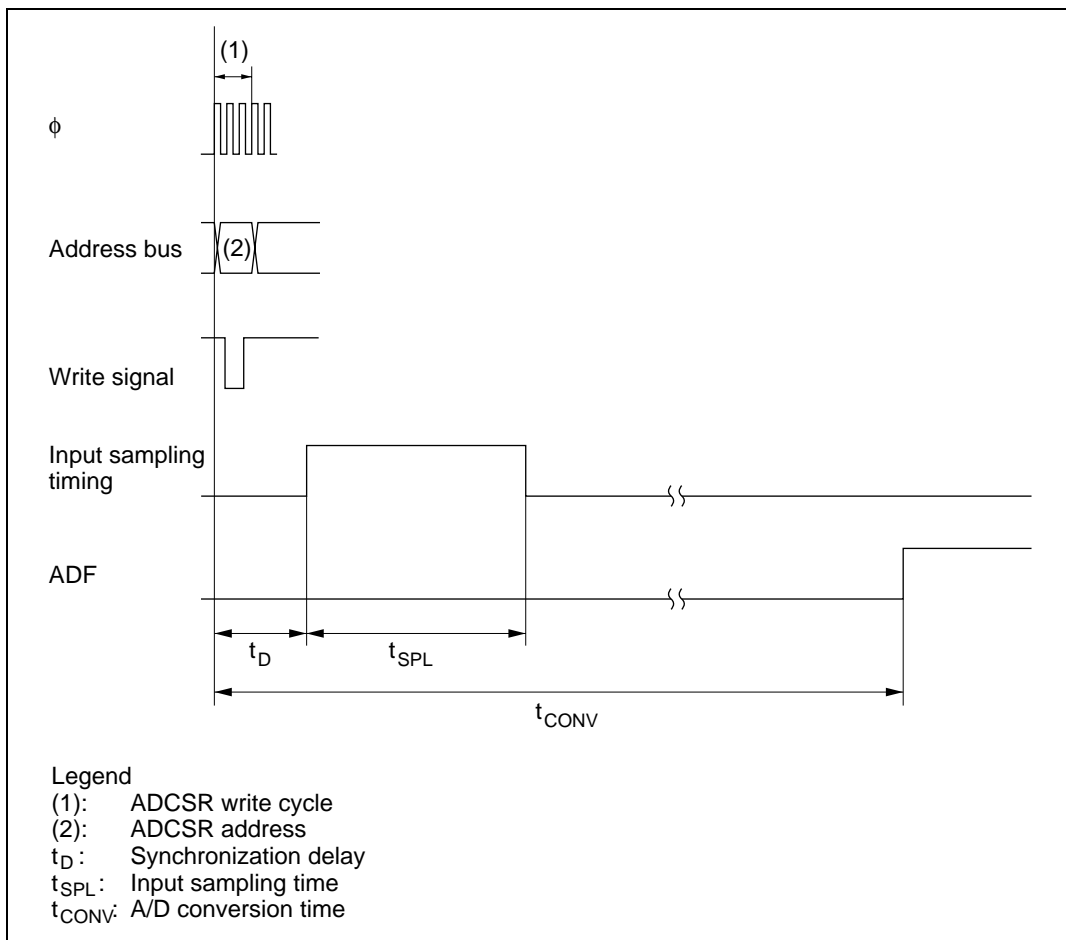 (1)
ϕ
Address bus
(2)
Write signal
Input sampling
timing
ADF
tD
tSPL
tCONV
Legend
(1): ADCSR write cycle
(2): ADCSR address
tD : Synchronization delay
tSPL : Input sampling time
tCONV: A/D conversion time